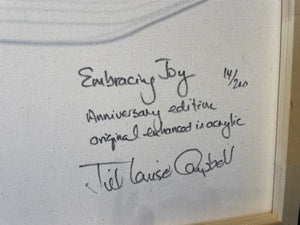 Embracing Joy 14/200
Anniversary edition
original enhanced in acrylic
Jill Louise Campbell